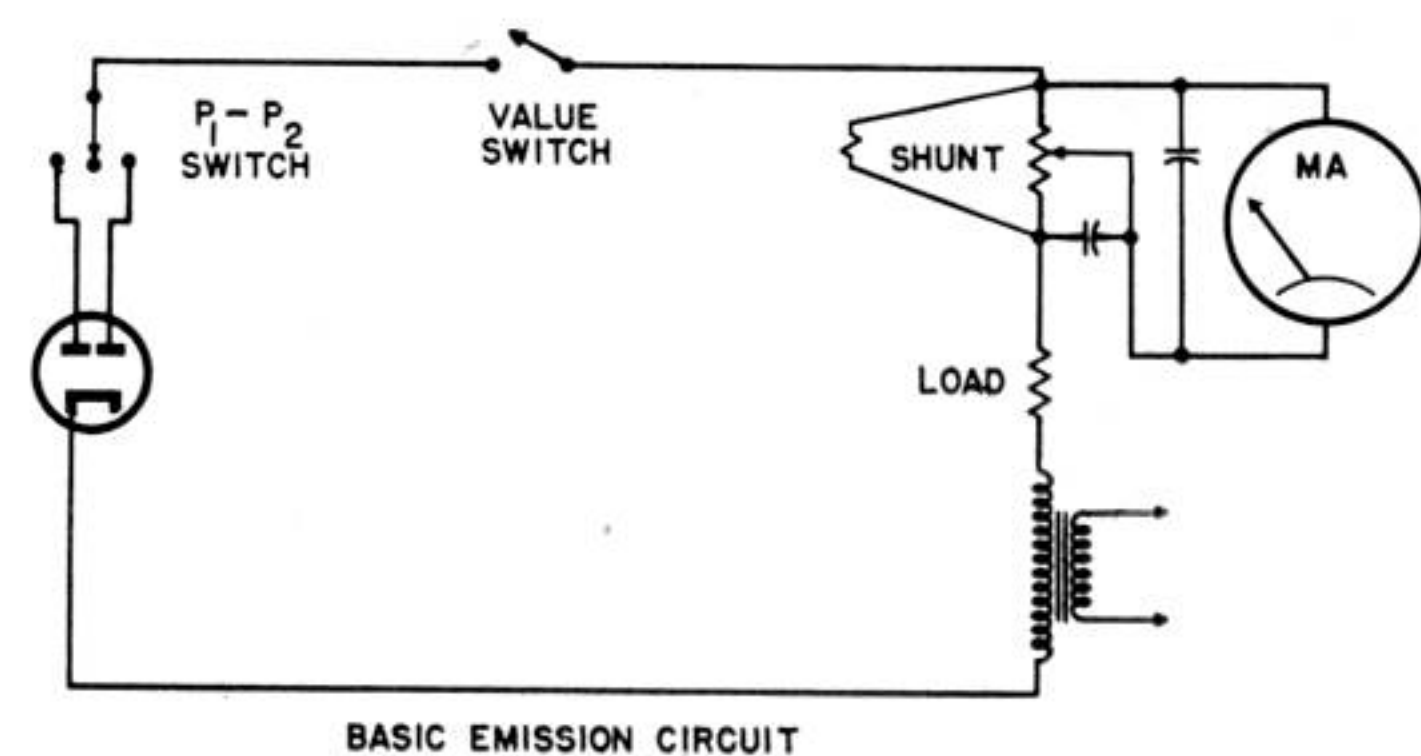 P1 – P2
SWITCH
VALUE
SWITCH
SHUNT
MA
LOAD
BASIC EMISSION CIRCUIT